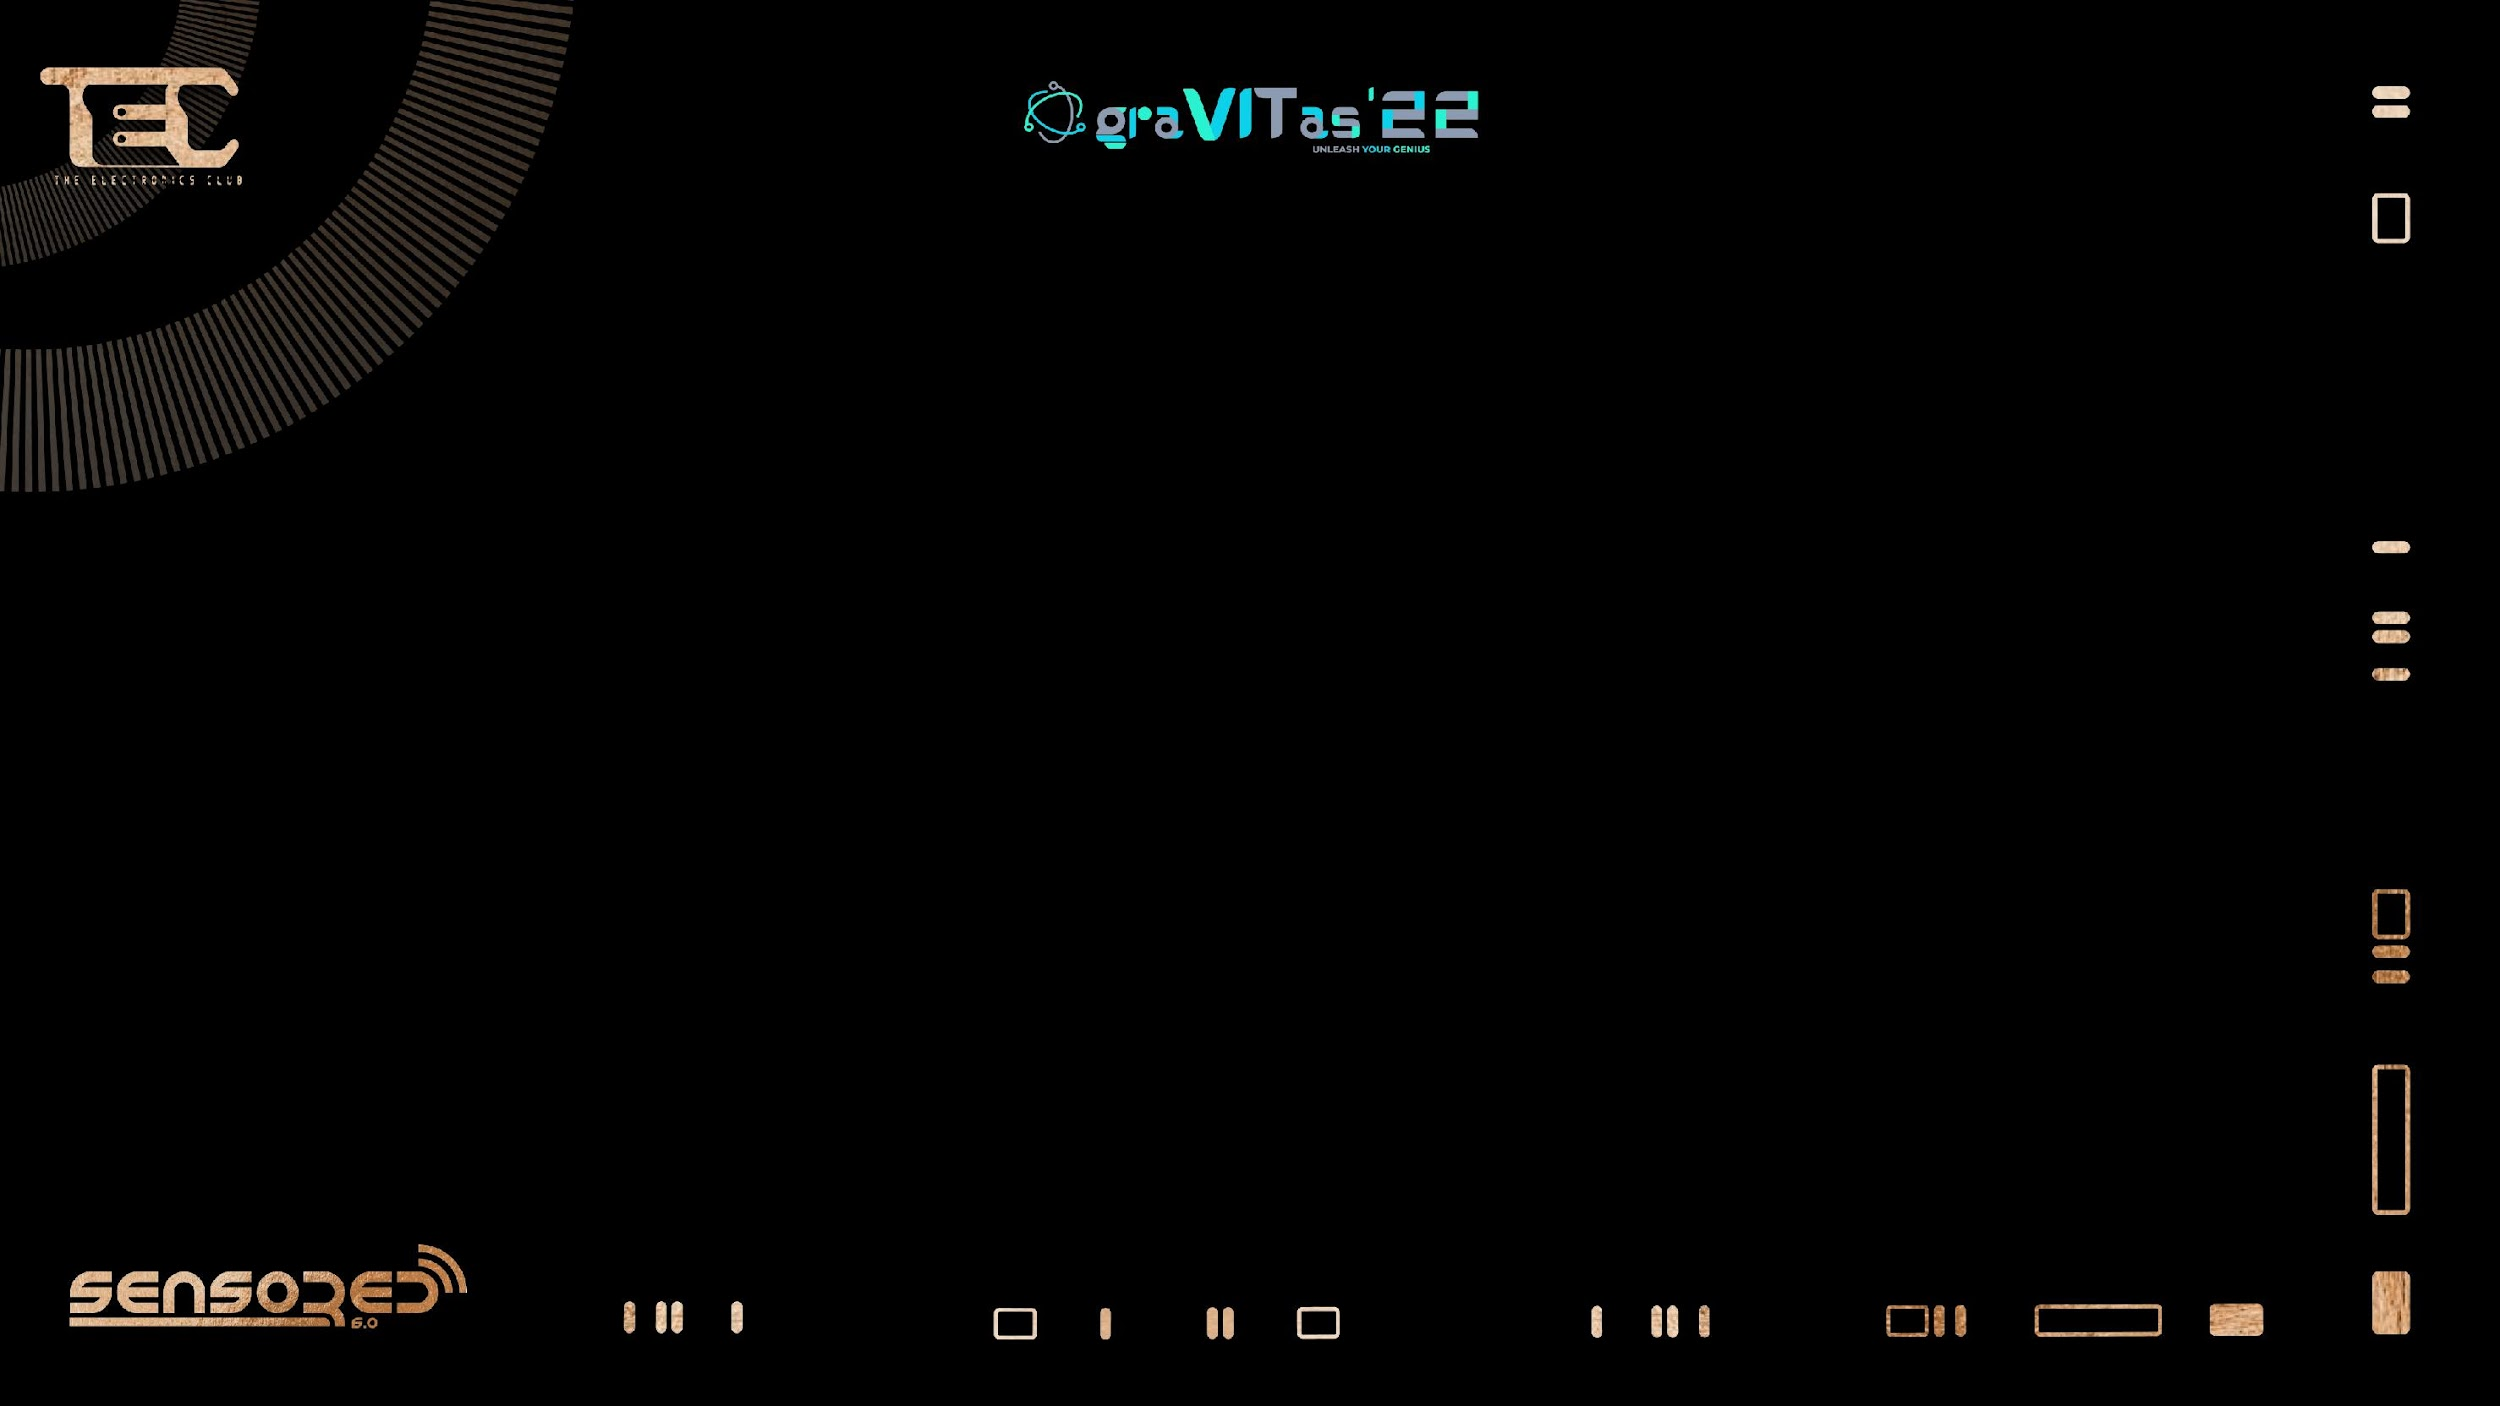 TEC
THE ELECTRONICS CLUB
graVITas'22
UNLEASH YOUR GENIUS
SENSORED
6.0